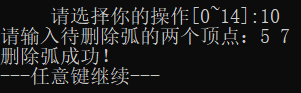 请选择你的操作[0~14]:10
请输入待删除弧的两个顶点：5 7
删除弧成功！
---任意键继续---